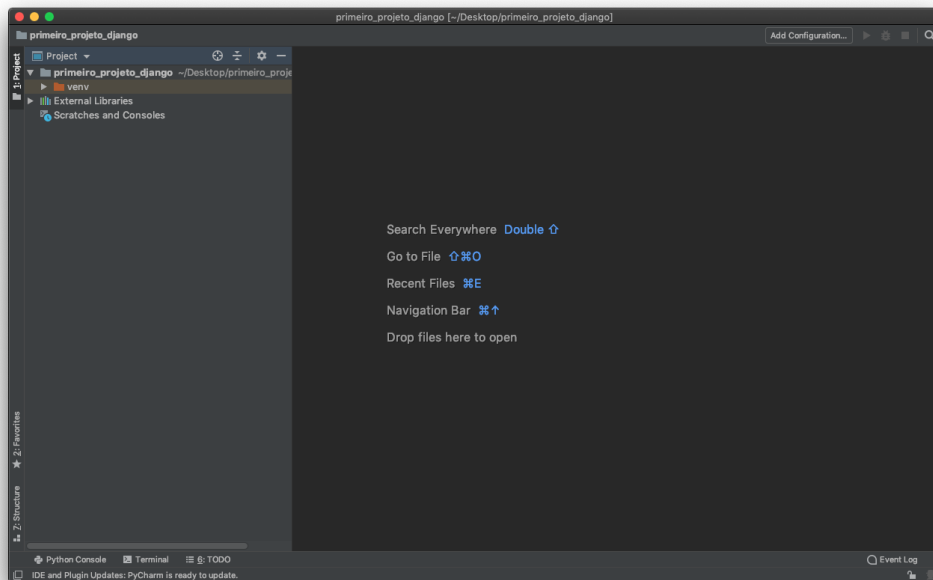 primeiro_projeto_django [~/Desktop/primeiro_projeto_django]
primeiro_projeto_django
Add Configuration...
1: Project
Project
primeiro_projeto_django ~/Desktop/primeiro_proje
venv
External Libraries
Scratches and Consoles
Search Everywhere Double ⇧
Go to File ⇧⌘O
Recent Files ⌘E
Navigation Bar ⌘↑
Drop files here to open
2: Favorites
7: Structure
Python Console Terminal 6: TODO
Event Log
IDE and Plugin Updates: PyCharm is ready to update.